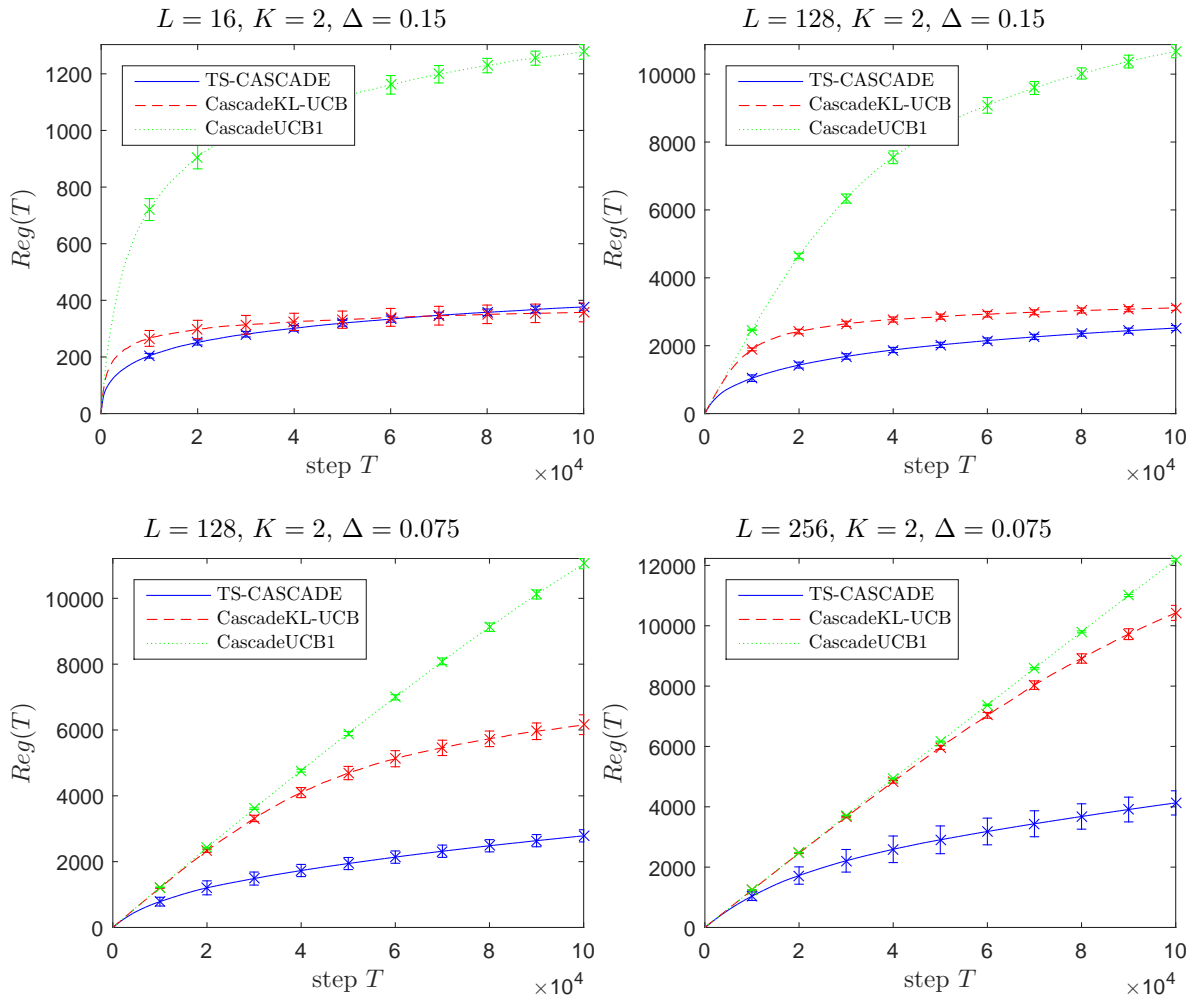 L = 16, K = 2, Δ = 0.15
TS-CASCADE
CascadeKL-UCB
CascadeUCB1
Reg(T)
0
200
400
600
800
1000
1200
0 2 4 6 8 10
step T
×10⁴
L = 128, K = 2, Δ = 0.15
TS-CASCADE
CascadeKL-UCB
CascadeUCB1
Reg(T)
0
2000
4000
6000
8000
10000
0 2 4 6 8 10
step T
×10⁴
L = 128, K = 2, Δ = 0.075
TS-CASCADE
CascadeKL-UCB
CascadeUCB1
Reg(T)
0
2000
4000
6000
8000
10000
0 2 4 6 8 10
step T
×10⁴
L = 256, K = 2, Δ = 0.075
TS-CASCADE
CascadeKL-UCB
CascadeUCB1
Reg(T)
0
2000
4000
6000
8000
10000
12000
0 2 4 6 8 10
step T
×10⁴